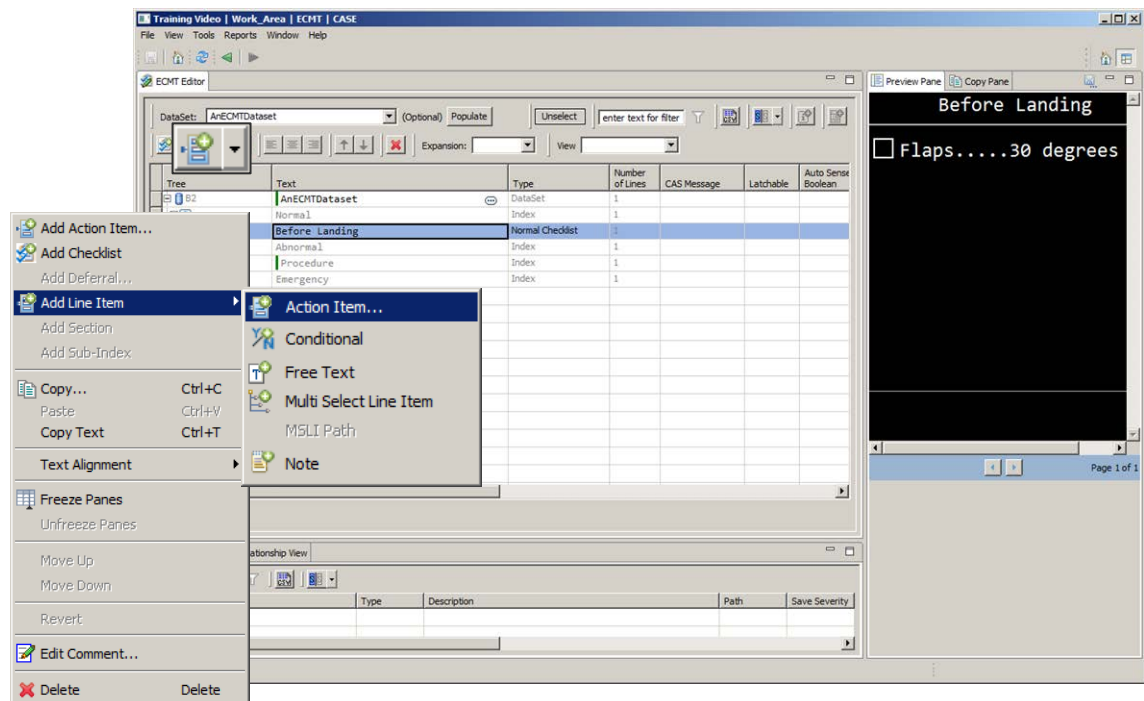 Training Video | Work_Area | ECMT | CASE
File View Tools Reports Window Help
ECMT Editor
DataSet: AnECMTDataset (Optional) Populate Unselect enter text for filter CSV
Expansion: View
Tree Text Type Number of Lines CAS Message Latchable Auto Sense Boolean
B2 AnECMTDataset DataSet 1
Normal Index 1
Before Landing Normal Checklist 1
Abnormal Index 1
Procedure Index 1
Emergency Index 1
Add Action Item...
Add Checklist
Add Deferral...
Add Line Item
Add Section
Add Sub-Index
Copy... Ctrl+C
Paste Ctrl+V
Copy Text Ctrl+T
Text Alignment
Freeze Panes
Unfreeze Panes
Move Up
Move Down
Revert
Edit Comment...
Delete Delete
Action Item...
Conditional
Free Text
Multi Select Line Item
MSLI Path
Note
Preview Pane Copy Pane
Before Landing
Flaps.....30 degrees
Page 1 of 1
View
CSV
Type Description Path Save Severity